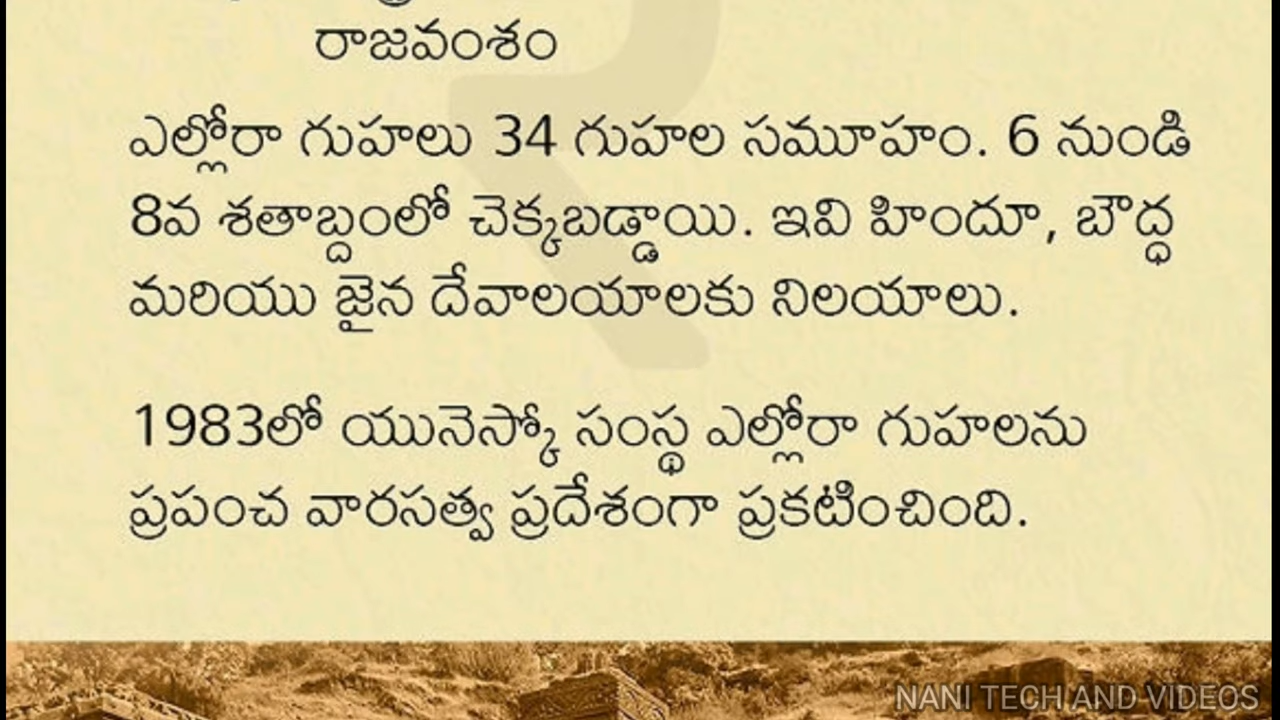 రాజవంశం
ఎల్లోరా గుహలు 34 గుహల సమూహం. 6 నుండి
8వ శతాబ్దంలో చెక్కబడ్డాయి. ఇవి హిందూ, బౌద్ధ
మరియు జైన దేవాలయాలకు నిలయాలు.
1983లో యునెస్కో సంస్థ ఎల్లోరా గుహలను
ప్రపంచ వారసత్వ ప్రదేశంగా ప్రకటించింది.
NANI TECH AND VIDEOS